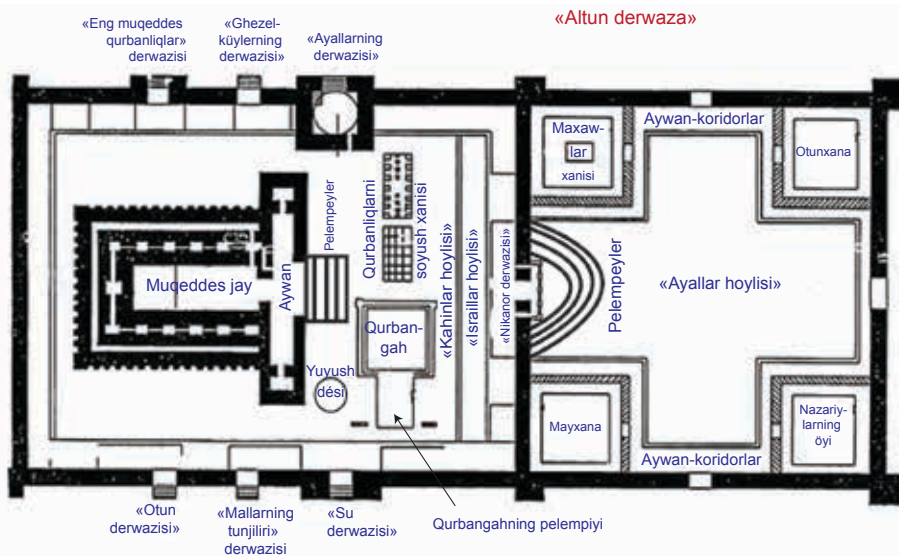 «Altun derwaza»
«Eng muqeddes
qurbanliqlar»
derwazisi
«Ghezel-
küylerning
derwazisi»
«Ayallarning
derwazisi»
Maxaw-
lar
xanisi
Aywan-koridorlar
Otunxana
Muqeddes jay
Aywan
Pelempeyler
Qurbanliqlarni
soyush xanisi
«Kahinlar hoylisi»
«Israillar hoylisi»
«Nikanor derwazisi»
Pelempeyler
«Ayallar hoylisi»
Qurban-
gah
Yuyush
dési
Mayxana
Aywan-koridorlar
Nazariy-
larning
öyi
«Otun
derwazisi»
«Mallarning
tunjiliri»
derwazisi
«Su
derwazisi»
Qurbangahning pelempiyi